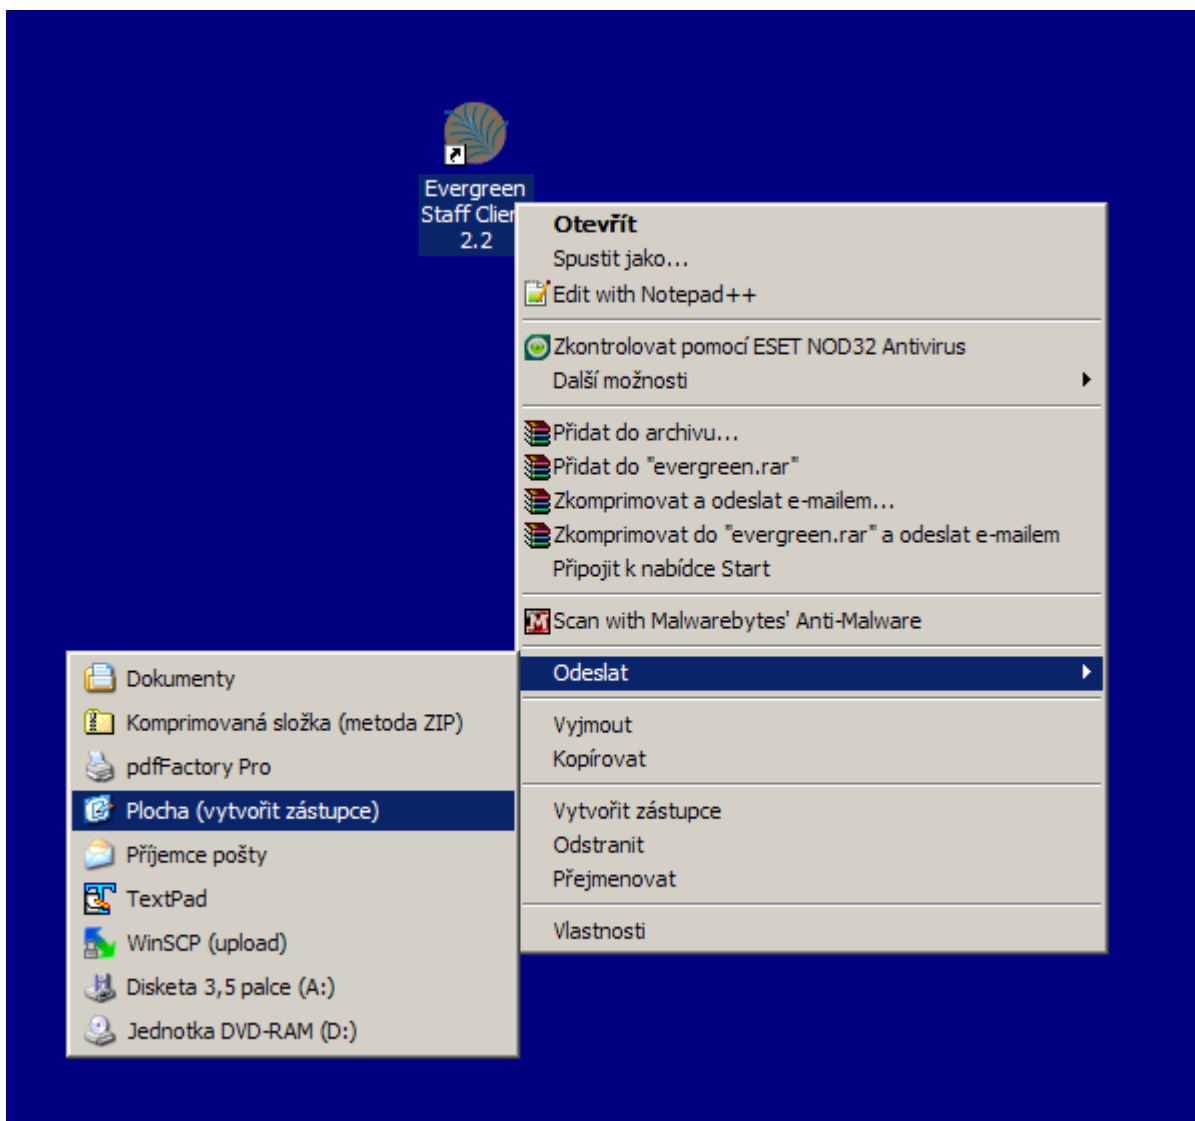 Evergreen
Staff Clien
2.2
Otevřít
Spustit jako...
Edit with Notepad++
Zkontrolovat pomocí ESET NOD32 Antivirus
Další možnosti
Přidat do archivu...
Přidat do "evergreen.rar"
Zkomprimovat a odeslat e-mailem...
Zkomprimovat do "evergreen.rar" a odeslat e-mailem
Připojit k nabídce Start
Scan with Malwarebytes' Anti-Malware
Odeslat
Vyjmout
Kopírovat
Vytvořit zástupce
Odstranit
Přejmenovat
Vlastnosti
Dokumenty
Komprimovaná složka (metoda ZIP)
pdfFactory Pro
Plocha (vytvořit zástupce)
Příjemce pošty
TextPad
WinSCP (upload)
Disketa 3,5 palce (A:)
Jednotka DVD-RAM (D:)